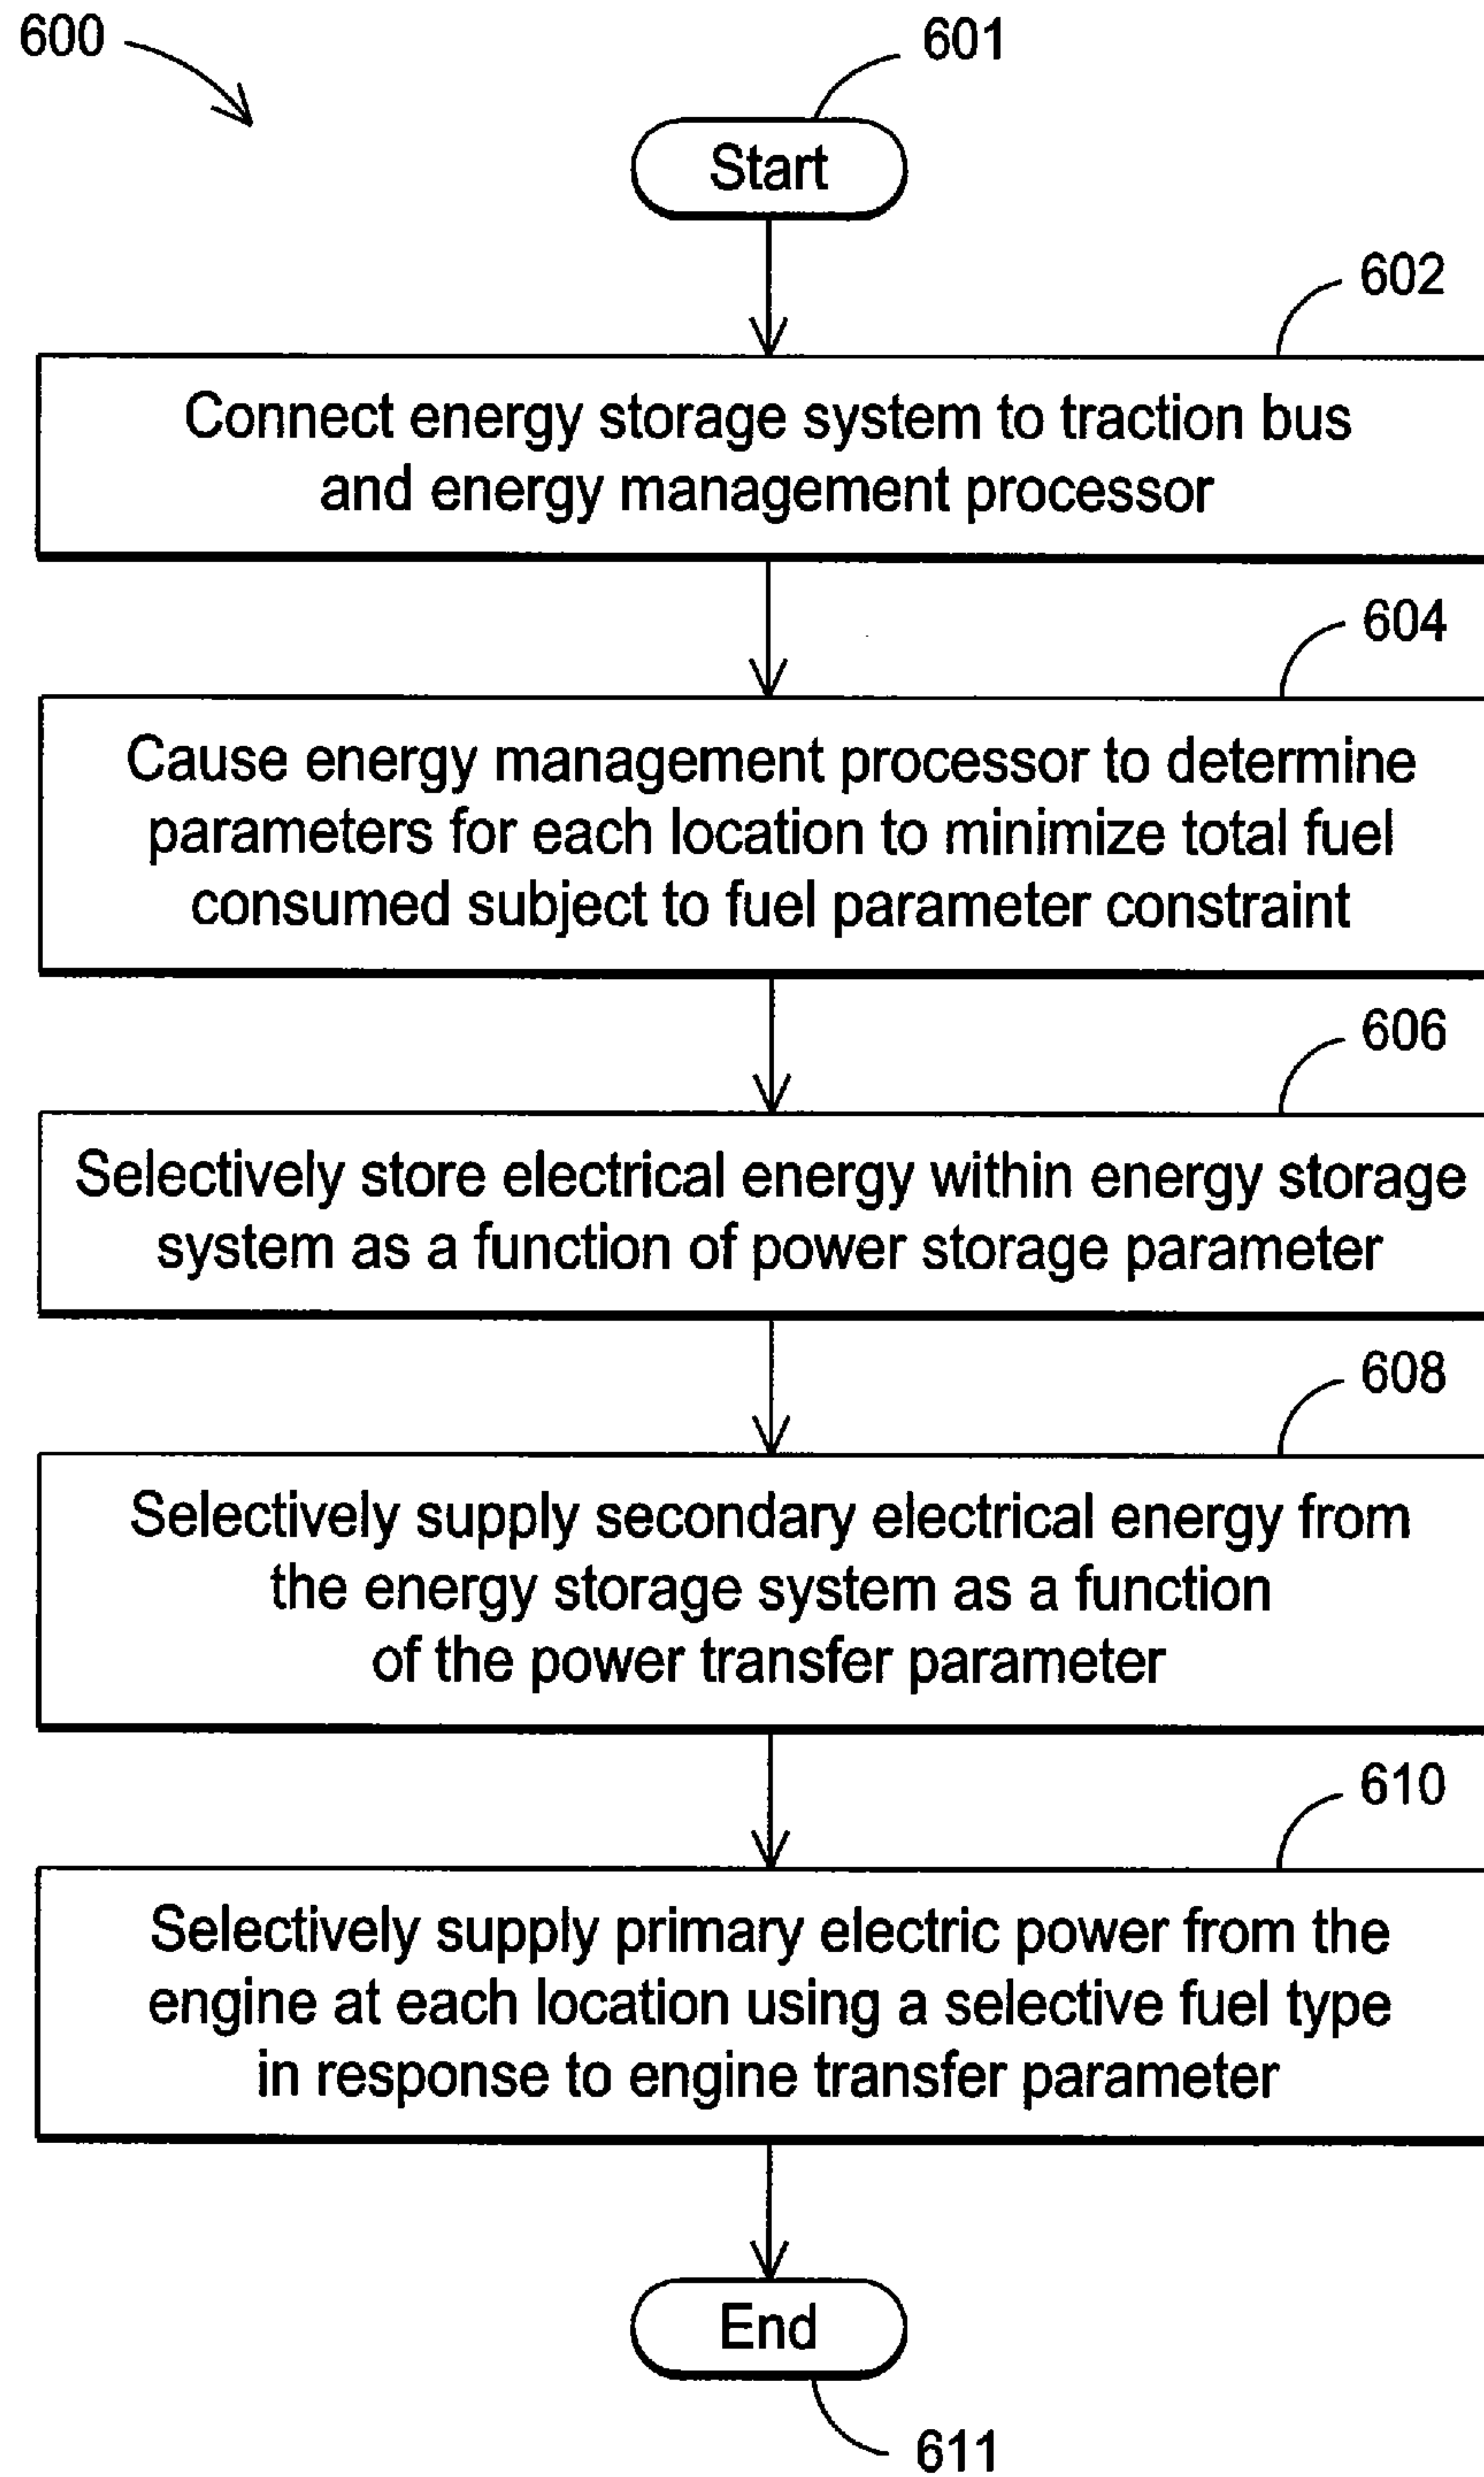 600
601
Start
602
Connect energy storage system to traction bus
and energy management processor
604
Cause energy management processor to determine
parameters for each location to minimize total fuel
consumed subject to fuel parameter constraint
606
Selectively store electrical energy within energy storage
system as a function of power storage parameter
608
Selectively supply secondary electrical energy from
the energy storage system as a function
of the power transfer parameter
610
Selectively supply primary electric power from the
engine at each location using a selective fuel type
in response to engine transfer parameter
End
611